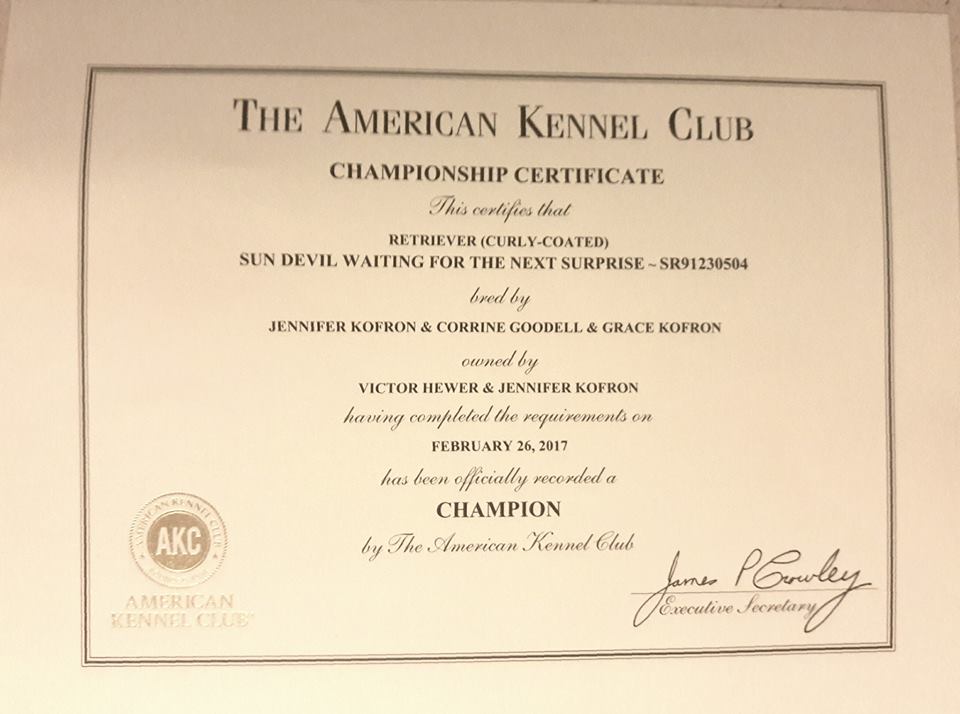 THE AMERICAN KENNEL CLUB
CHAMPIONSHIP CERTIFICATE
This certifies that
RETRIEVER (CURLY-COATED)
SUN DEVIL WAITING FOR THE NEXT SURPRISE ~ SR91230504
bred by
JENNIFER KOFRON & CORRINE GOODELL & GRACE KOFRON
owned by
VICTOR HEWER & JENNIFER KOFRON
having completed the requirements on
FEBRUARY 26, 2017
has been officially recorded a
CHAMPION
by The American Kennel Club
AMERICAN KENNEL CLUB
AKC
AMERICAN
KENNEL CLUB®
James P Crowley
Executive Secretary